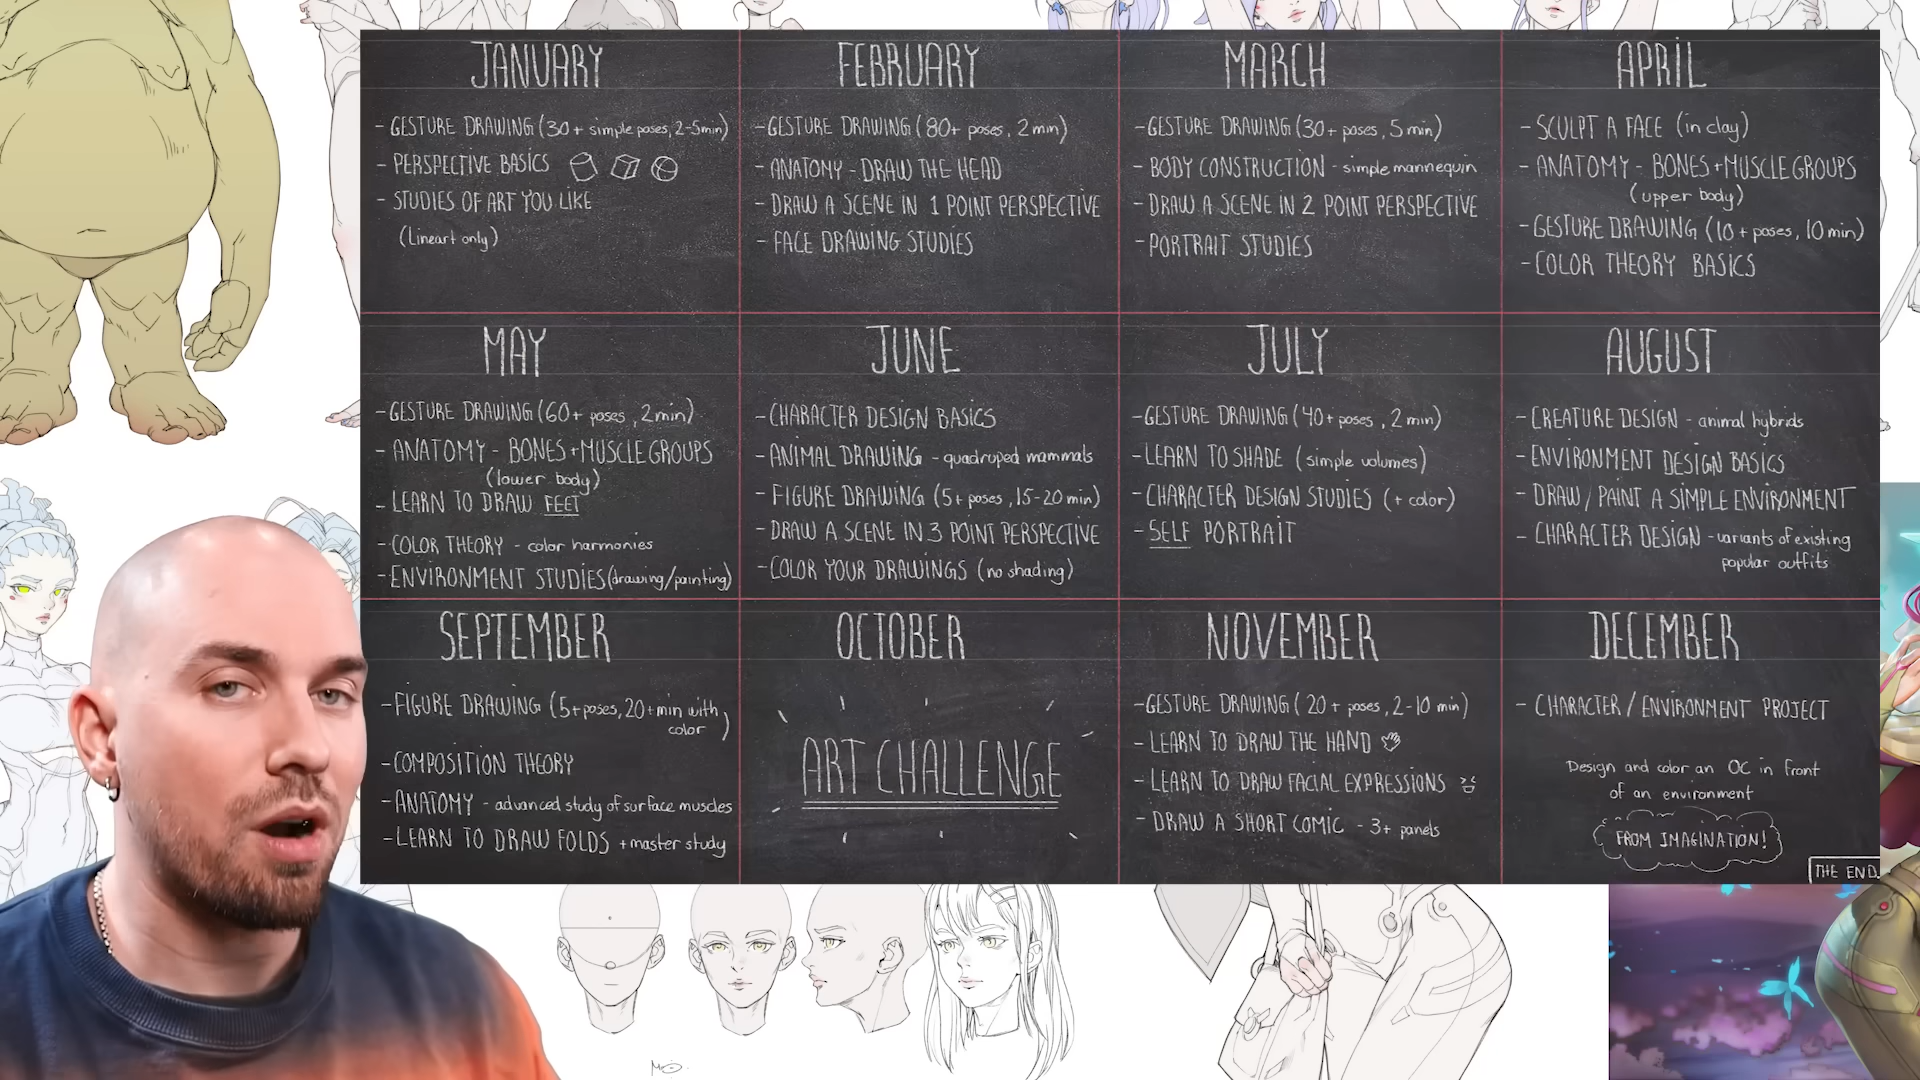 JANUARY
- GESTURE DRAWING (30+ simple poses, 2-5min)
- PERSPECTIVE BASICS
- STUDIES OF ART YOU LIKE
(Lineart only)
FEBRUARY
- GESTURE DRAWING (80+ poses, 2 min)
- ANATOMY - DRAW THE HEAD
- DRAW A SCENE IN 1 POINT PERSPECTIVE
- FACE DRAWING STUDIES
MARCH
- GESTURE DRAWING (30+ poses, 5 min)
- BODY CONSTRUCTION - simple mannequin
- DRAW A SCENE IN 2 POINT PERSPECTIVE
- PORTRAIT STUDIES
APRIL
- SCULPT A FACE (in clay)
- ANATOMY - BONES + MUSCLE GROUPS
(upper body)
- GESTURE DRAWING (10+ poses, 10 min)
- COLOR THEORY BASICS
MAY
- GESTURE DRAWING (60+ poses, 2min)
- ANATOMY - BONES + MUSCLE GROUPS
(lower body)
- LEARN TO DRAW FEET
- COLOR THEORY - color harmonies
- ENVIRONMENT STUDIES (drawing/painting)
JUNE
- CHARACTER DESIGN BASICS
- ANIMAL DRAWING - quadruped mammals
- FIGURE DRAWING (5+ poses, 15-20 min)
- DRAW A SCENE IN 3 POINT PERSPECTIVE
- COLOR YOUR DRAWINGS (no shading)
JULY
- GESTURE DRAWING (40+ poses, 2 min)
- LEARN TO SHADE (simple volumes)
- CHARACTER DESIGN STUDIES (+ color)
- SELF PORTRAIT
AUGUST
- CREATURE DESIGN - animal hybrids
- ENVIRONMENT DESIGN BASICS
- DRAW / PAINT A SIMPLE ENVIRONMENT
- CHARACTER DESIGN - variants of existing
popular outfits
SEPTEMBER
- FIGURE DRAWING (5+ poses, 20+ min with
color)
- COMPOSITION THEORY
- ANATOMY - advanced study of surface muscles
- LEARN TO DRAW FOLDS + master study
OCTOBER
ART CHALLENGE
NOVEMBER
- GESTURE DRAWING (20+ poses, 2-10 min)
- LEARN TO DRAW THE HAND
- LEARN TO DRAW FACIAL EXPRESSIONS
- DRAW A SHORT COMIC - 3+ panels
DECEMBER
- CHARACTER / ENVIRONMENT PROJECT
Design and color an OC in front
of an environment
FROM IMAGINATION!
THE END.